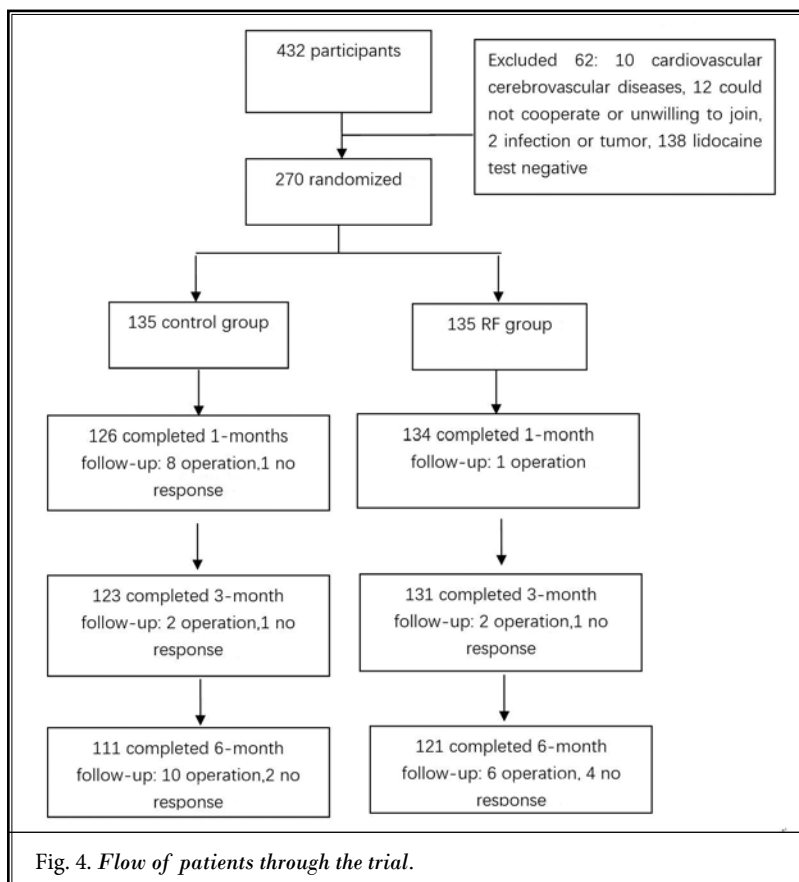 432 participants
Excluded 62: 10 cardiovascular
cerebrovascular diseases, 12 could
not cooperate or unwilling to join,
2 infection or tumor, 138 lidocaine
test negative
270 randomized
135 control group
135 RF group
126 completed 1-months
follow-up: 8 operation,1 no
response
134 completed 1-month
follow-up: 1 operation
123 completed 3-month
follow-up: 2 operation,1 no
response
131 completed 3-month
follow-up: 2 operation,1 no
response
111 completed 6-month
follow-up: 10 operation,2 no
response
121 completed 6-month
follow-up: 6 operation, 4 no
response
Fig. 4. Flow of patients through the trial.